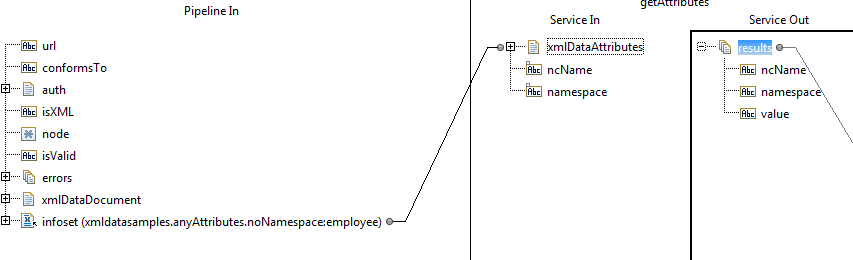 getAttributes
Pipeline In
Service In
Service Out
url
conformsTo
auth
isXML
node
isValid
errors
xmlDataDocument
infoset (xmldatasamples.anyAttributes.noNamespace:employee)
xmlDataAttributes
ncName
namespace
results
ncName
namespace
value